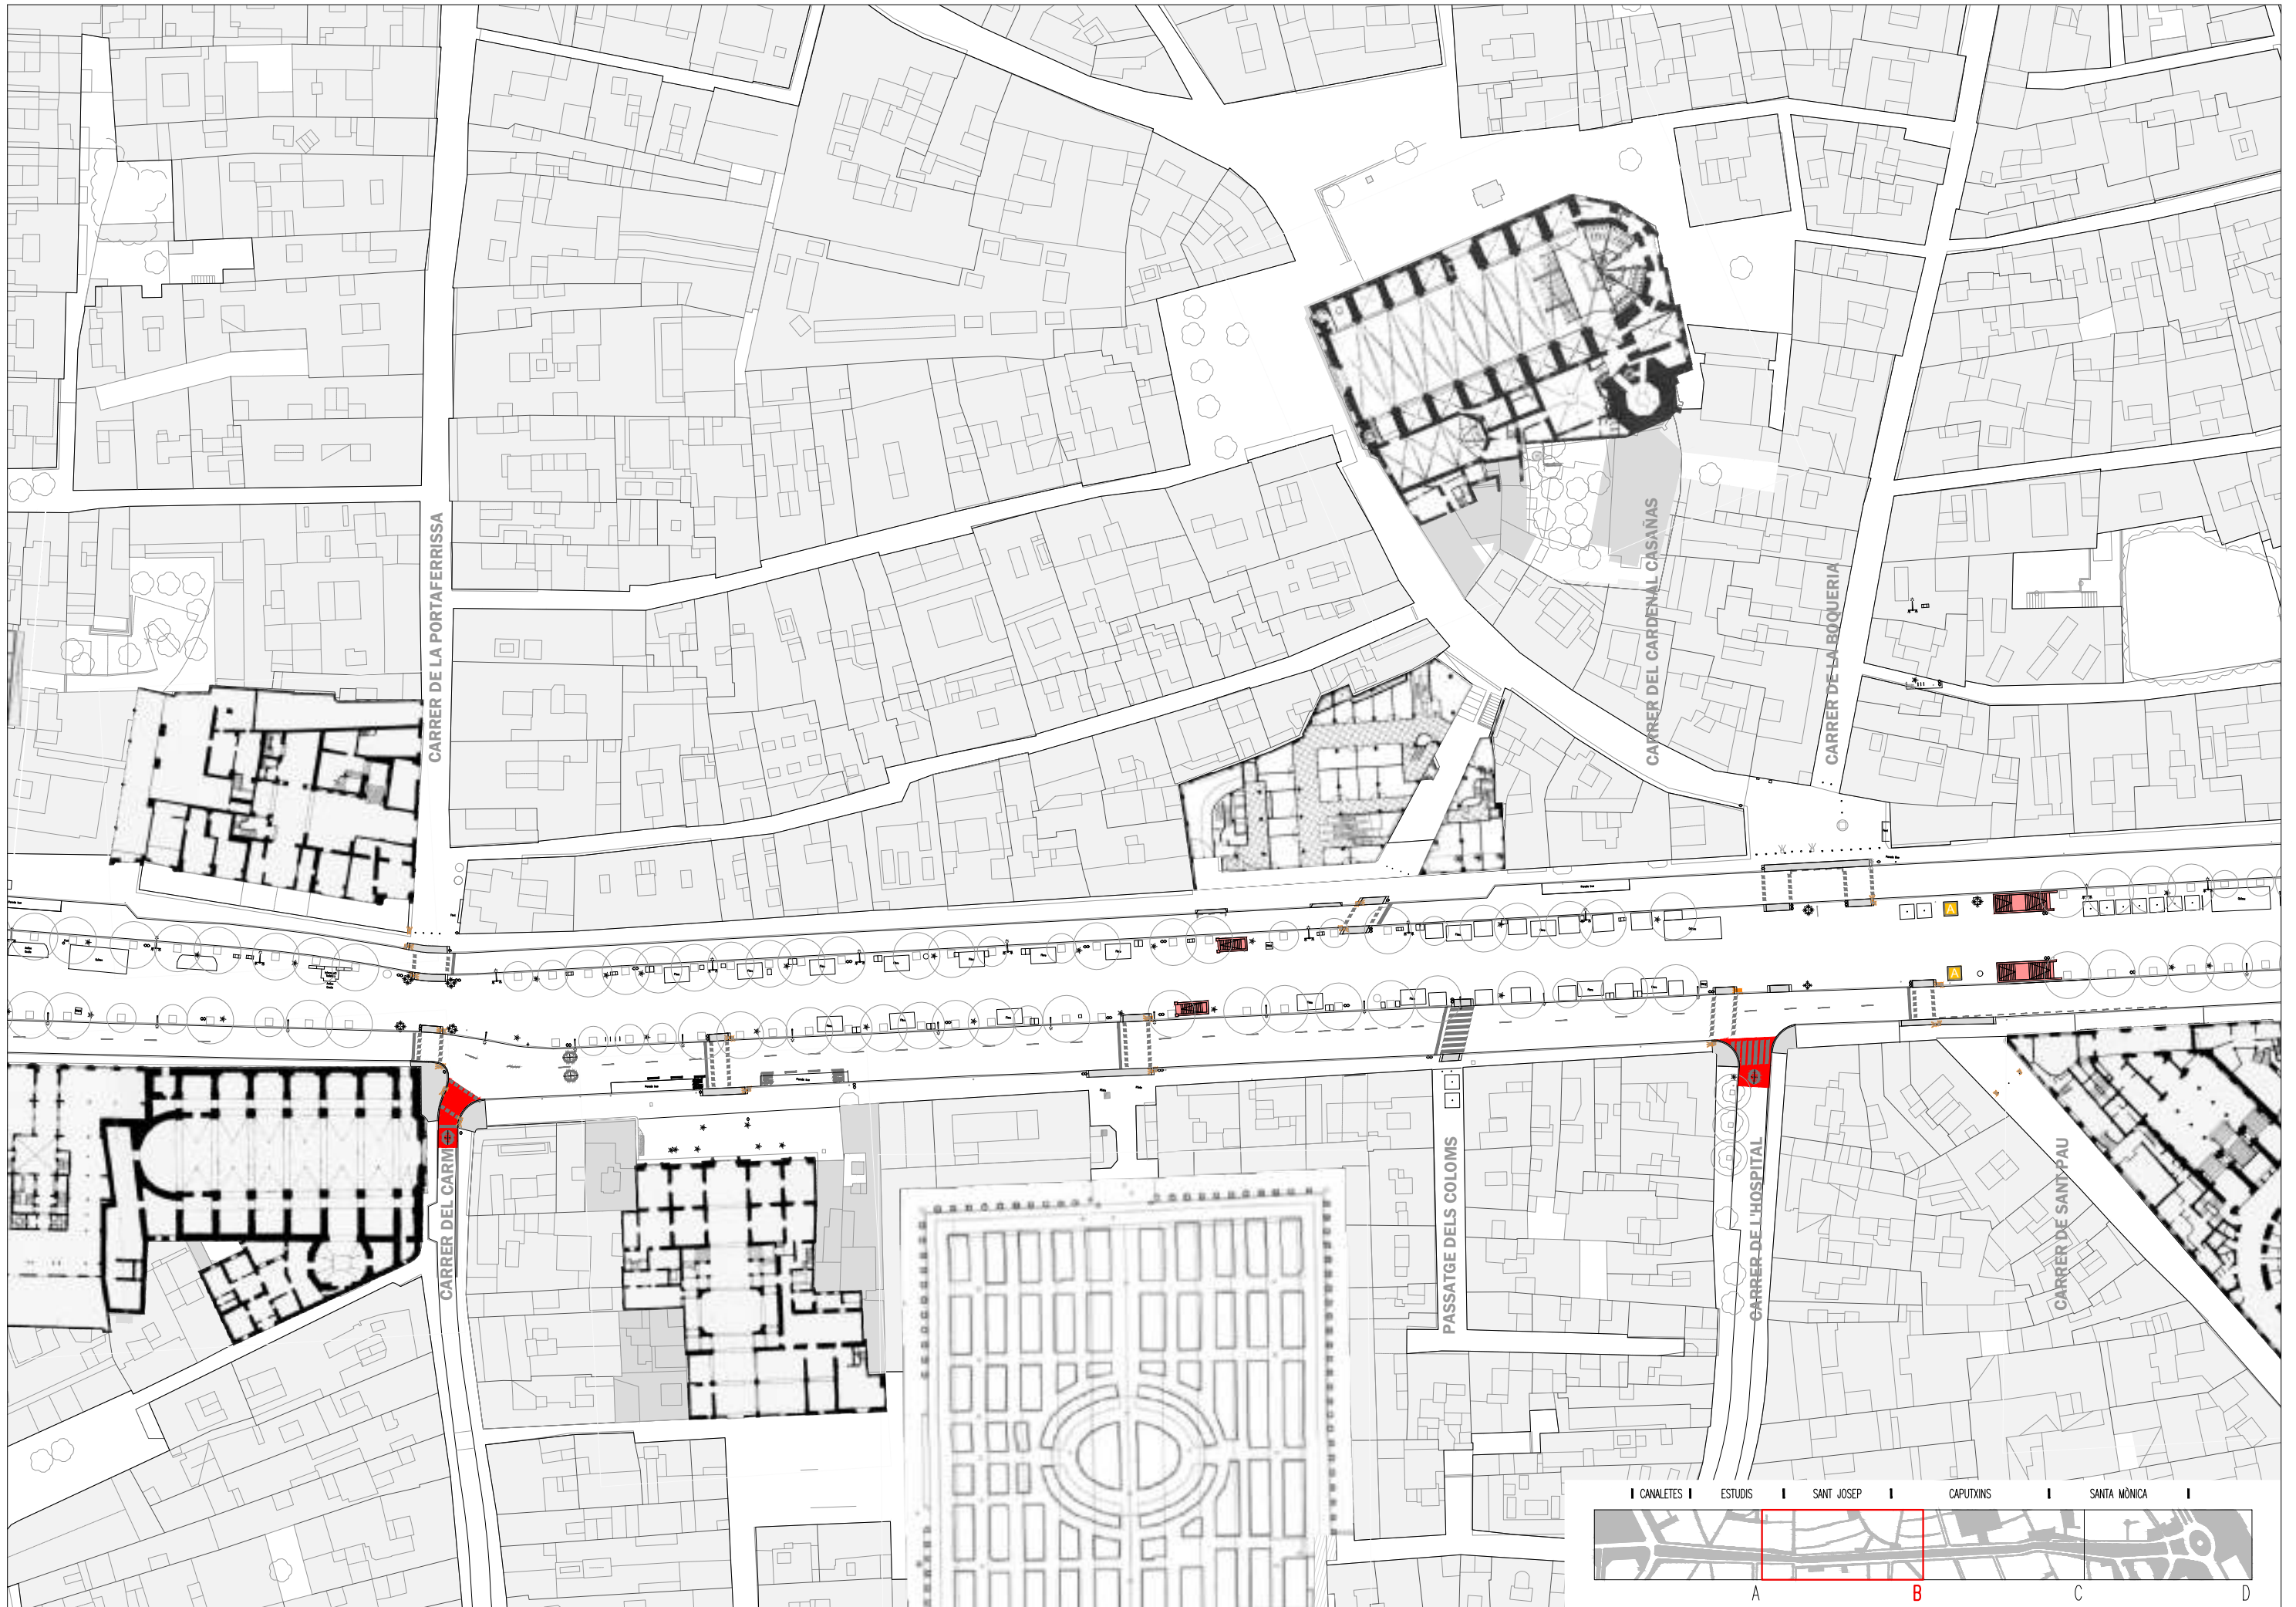 CARRER DE LA PORTAFERRISSA
CARRER DEL CARDENAL CASAÑAS
CARRER DE LA BOQUERIA
A
A
CARRER DEL CARM
PASSATGE DELS COLOMS
CARRER DE L'HOSPITAL
CARRER DE SANT PAU
CANALETES ESTUDIS SANT JOSEP CAPUTXINS SANTA MÒNICA
A B C D